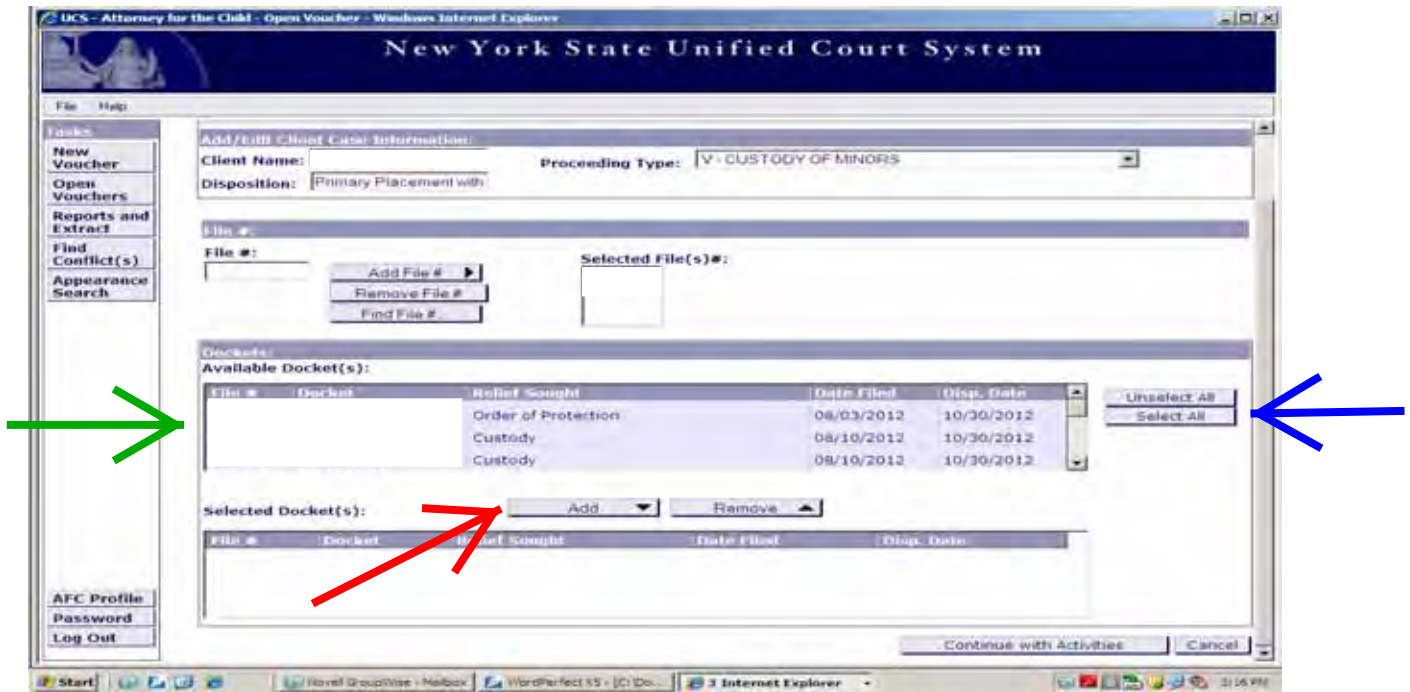 UCS - Attorney for the Child - Open Voucher - Windows Internet Explorer
New York State Unified Court System
File Help
Tasks
New Voucher
Open Vouchers
Reports and Extract
Find Conflict(s)
Appearance Search
AFC Profile
Password
Log Out
Add/Edit Client Case Information:
Client Name: Proceeding Type: V - CUSTODY OF MINORS
Disposition: Primary Placement with
File #:
File #: Selected File(s)#:
Add File #
Remove File #
Find File #
Dockets:
Available Docket(s):
File # Docket Relief Sought Date Filed Disp. Date
Order of Protection 08/03/2012 10/30/2012
Custody 08/10/2012 10/30/2012
Custody 08/10/2012 10/30/2012
Unselect All
Select All
Selected Docket(s): Add Remove
File # Docket Relief Sought Date Filed Disp. Date
Continue with Activities Cancel
Start Novell GroupWise - Mailbox WordPerfect X5 - [C:\Do... 3 Internet Explorer 3:16 PM